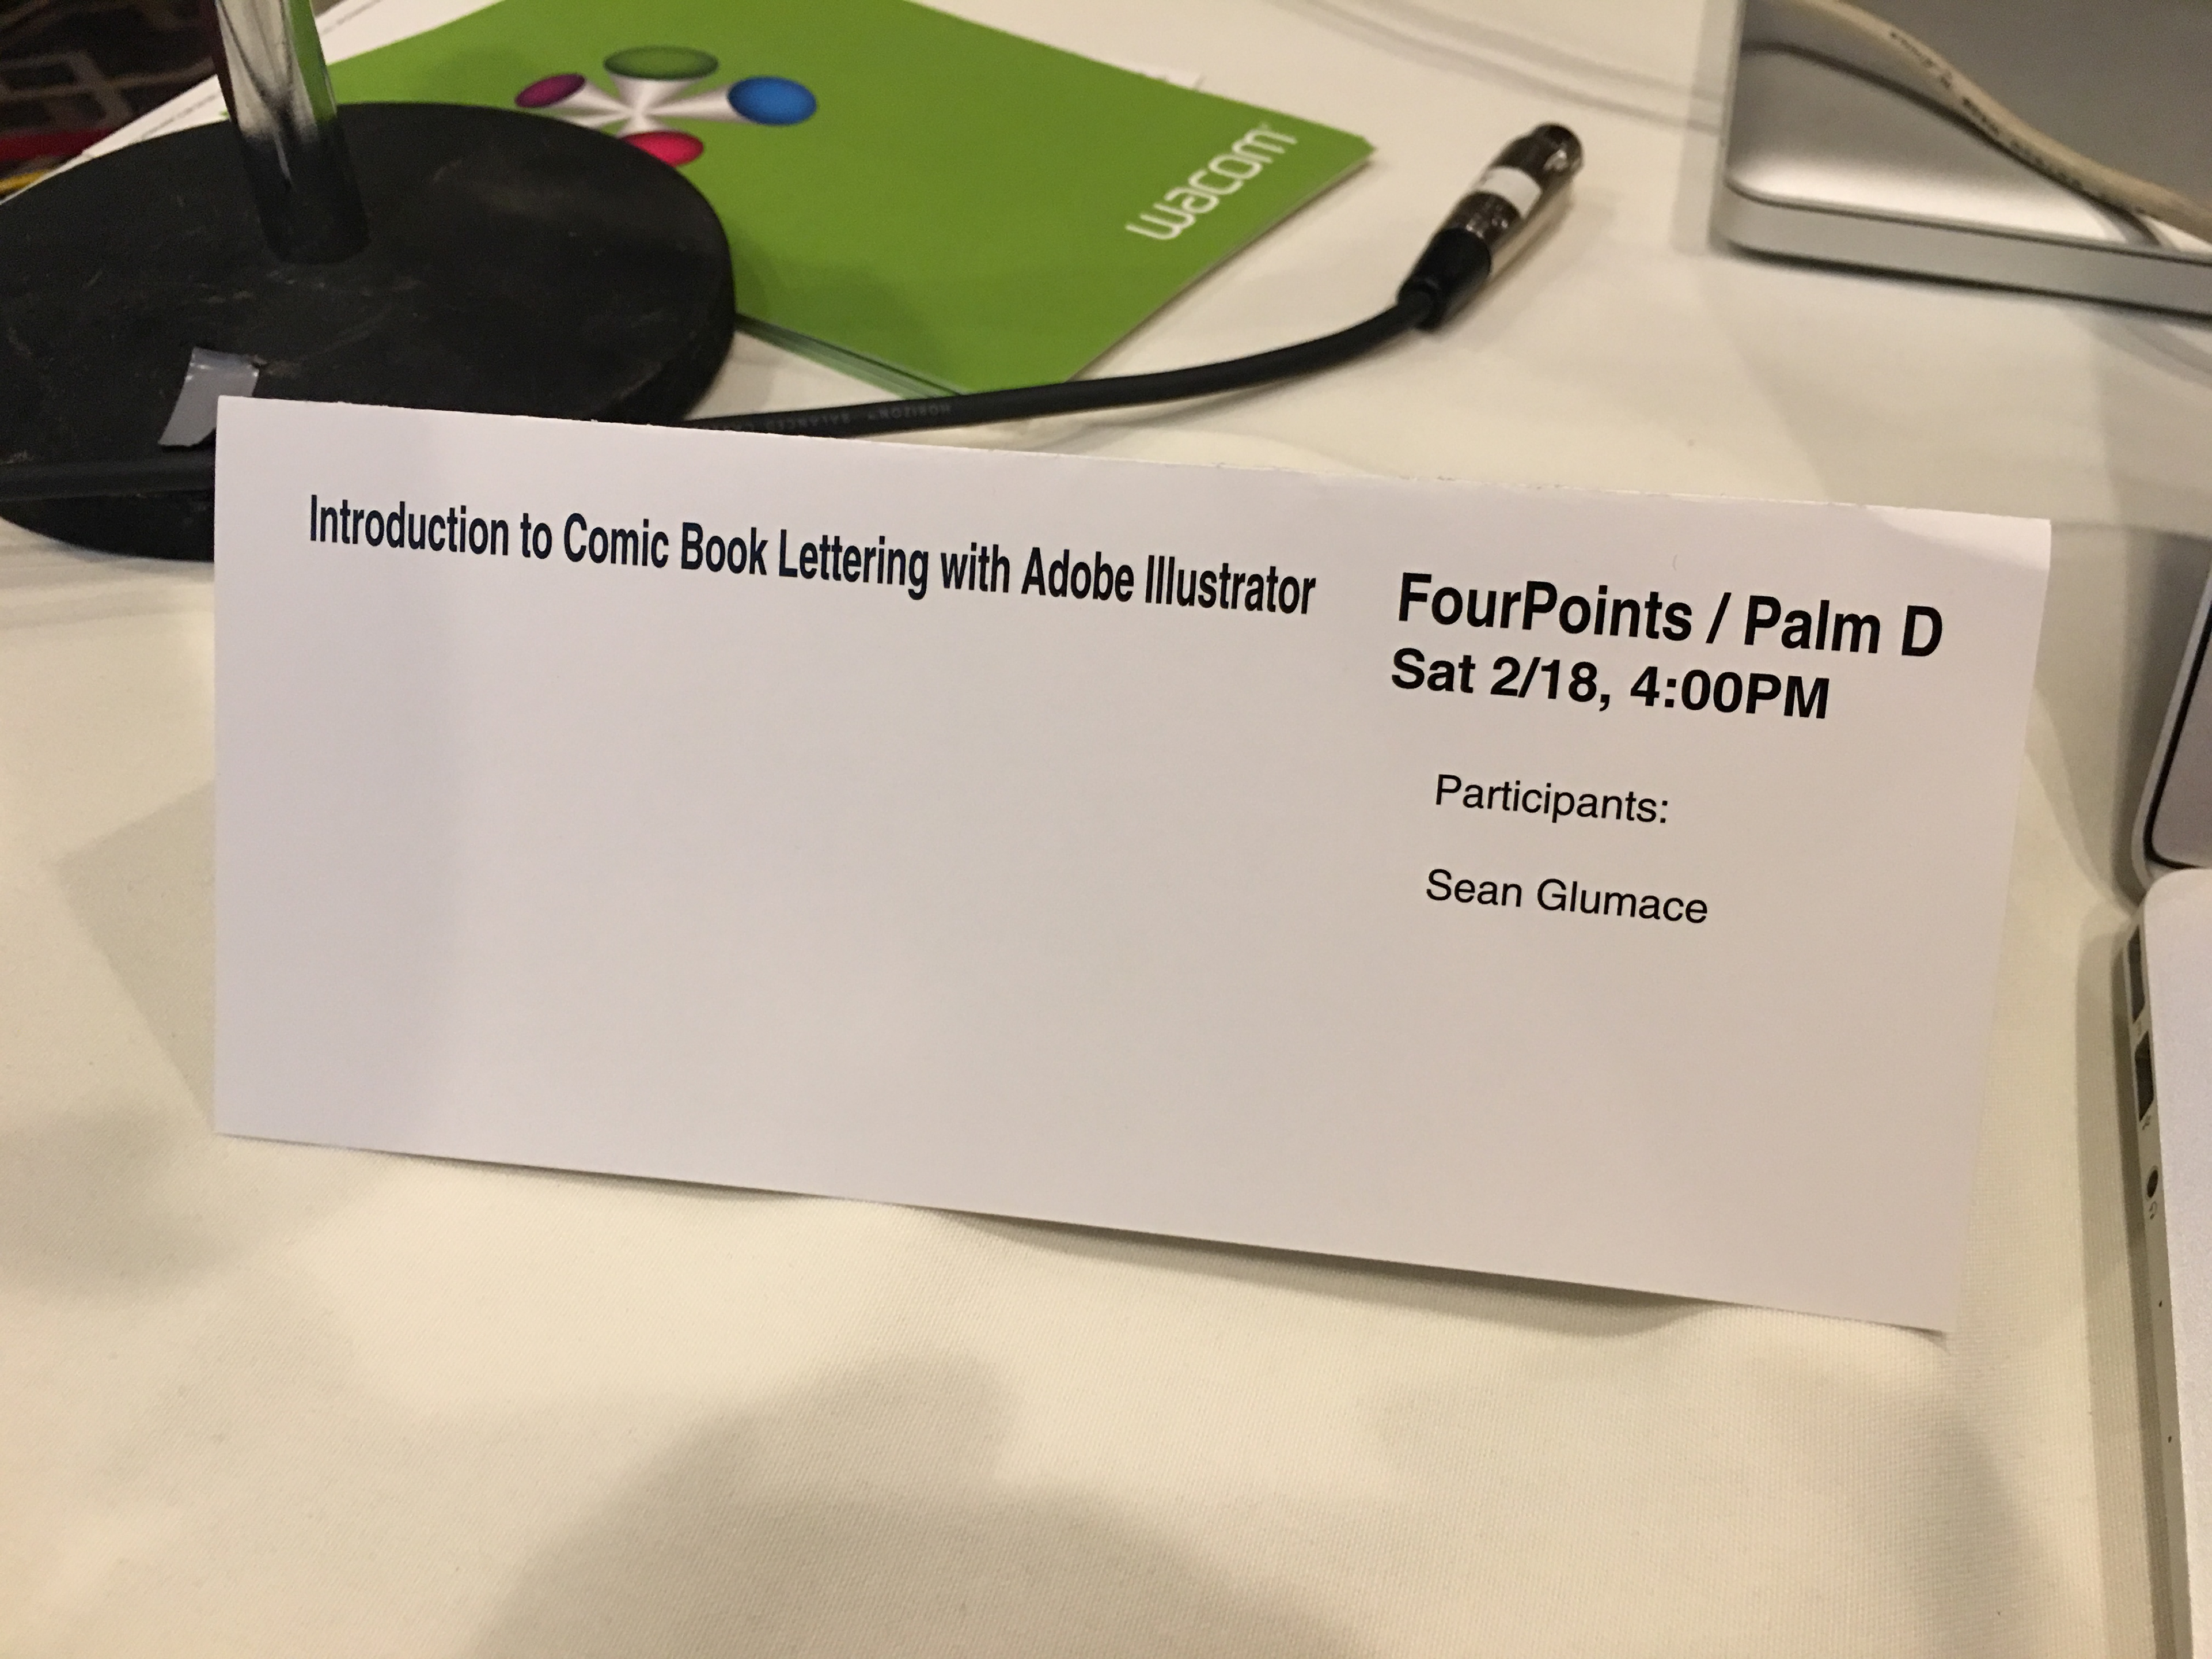 wacom
HORIZON
Introduction to Comic Book Lettering with Adobe Illustrator
FourPoints / Palm D
Sat 2/18, 4:00PM
Participants:
Sean Glumace